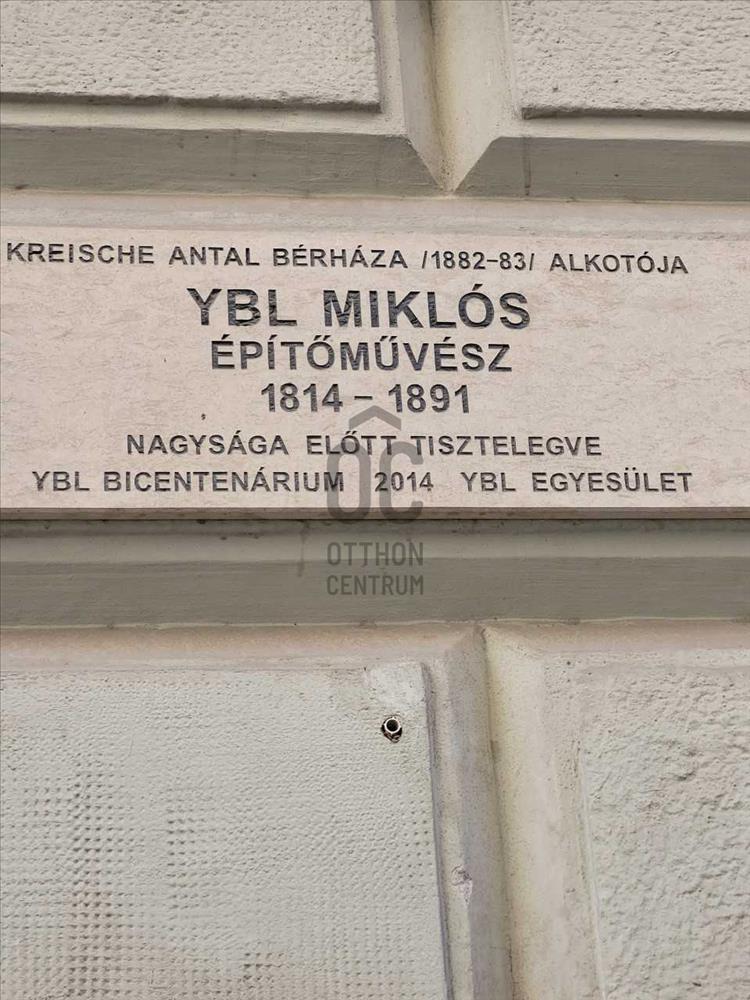 KREISCHE ANTAL BÉRHÁZA /1882-83/ ALKOTÓJA
YBL MIKLÓS
ÉPÍTŐMŰVÉSZ
1814 - 1891
NAGYSÁGA ELŐTT TISZTELEGVE
YBL BICENTENÁRIUM 2014 YBL EGYESÜLET
OC
OTTHON
CENTRUM